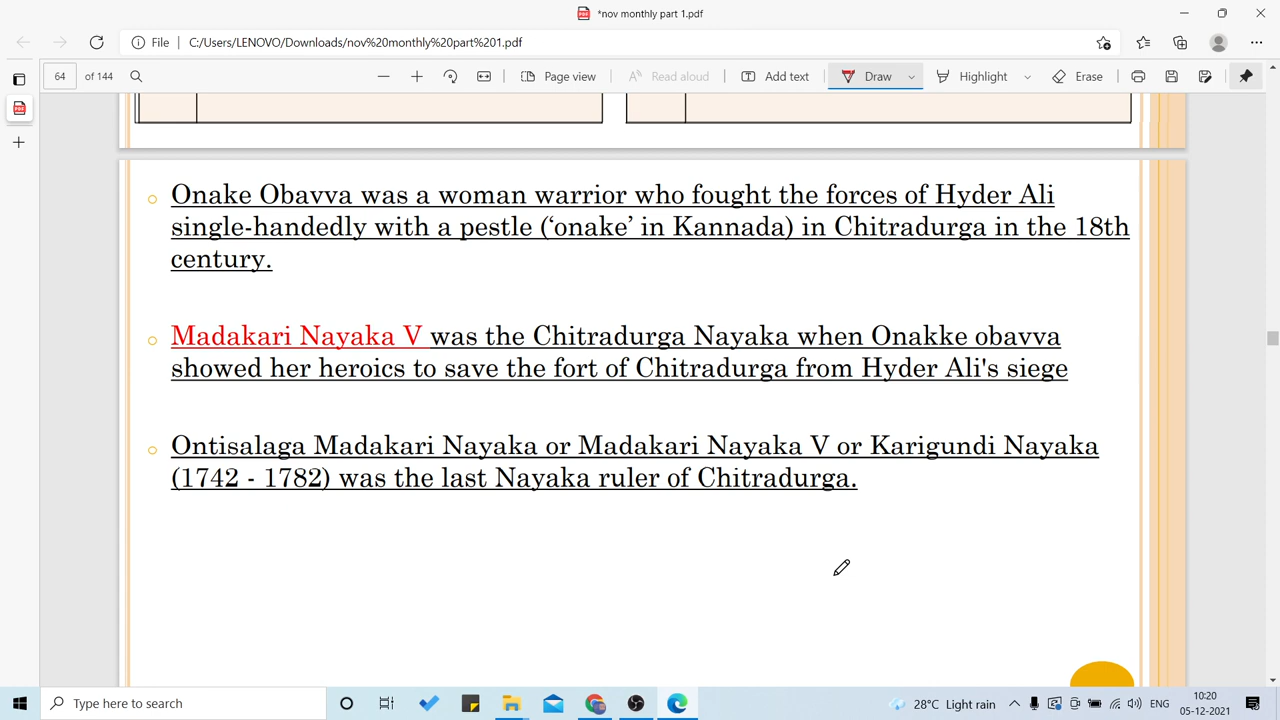 *nov monthly part 1.pdf
File | C:/Users/LENOVO/Downloads/nov%20monthly%20part%201.pdf
64 of 144 Page view Read aloud Add text Draw Highlight Erase
Onake Obavva was a woman warrior who fought the forces of Hyder Ali
single-handedly with a pestle (‘onake’ in Kannada) in Chitradurga in the 18th
century.
Madakari Nayaka V was the Chitradurga Nayaka when Onakke obavva
showed her heroics to save the fort of Chitradurga from Hyder Ali's siege
Ontisalaga Madakari Nayaka or Madakari Nayaka V or Karigundi Nayaka
(1742 - 1782) was the last Nayaka ruler of Chitradurga.
Type here to search 28°C Light rain ENG 10:20
05-12-2021